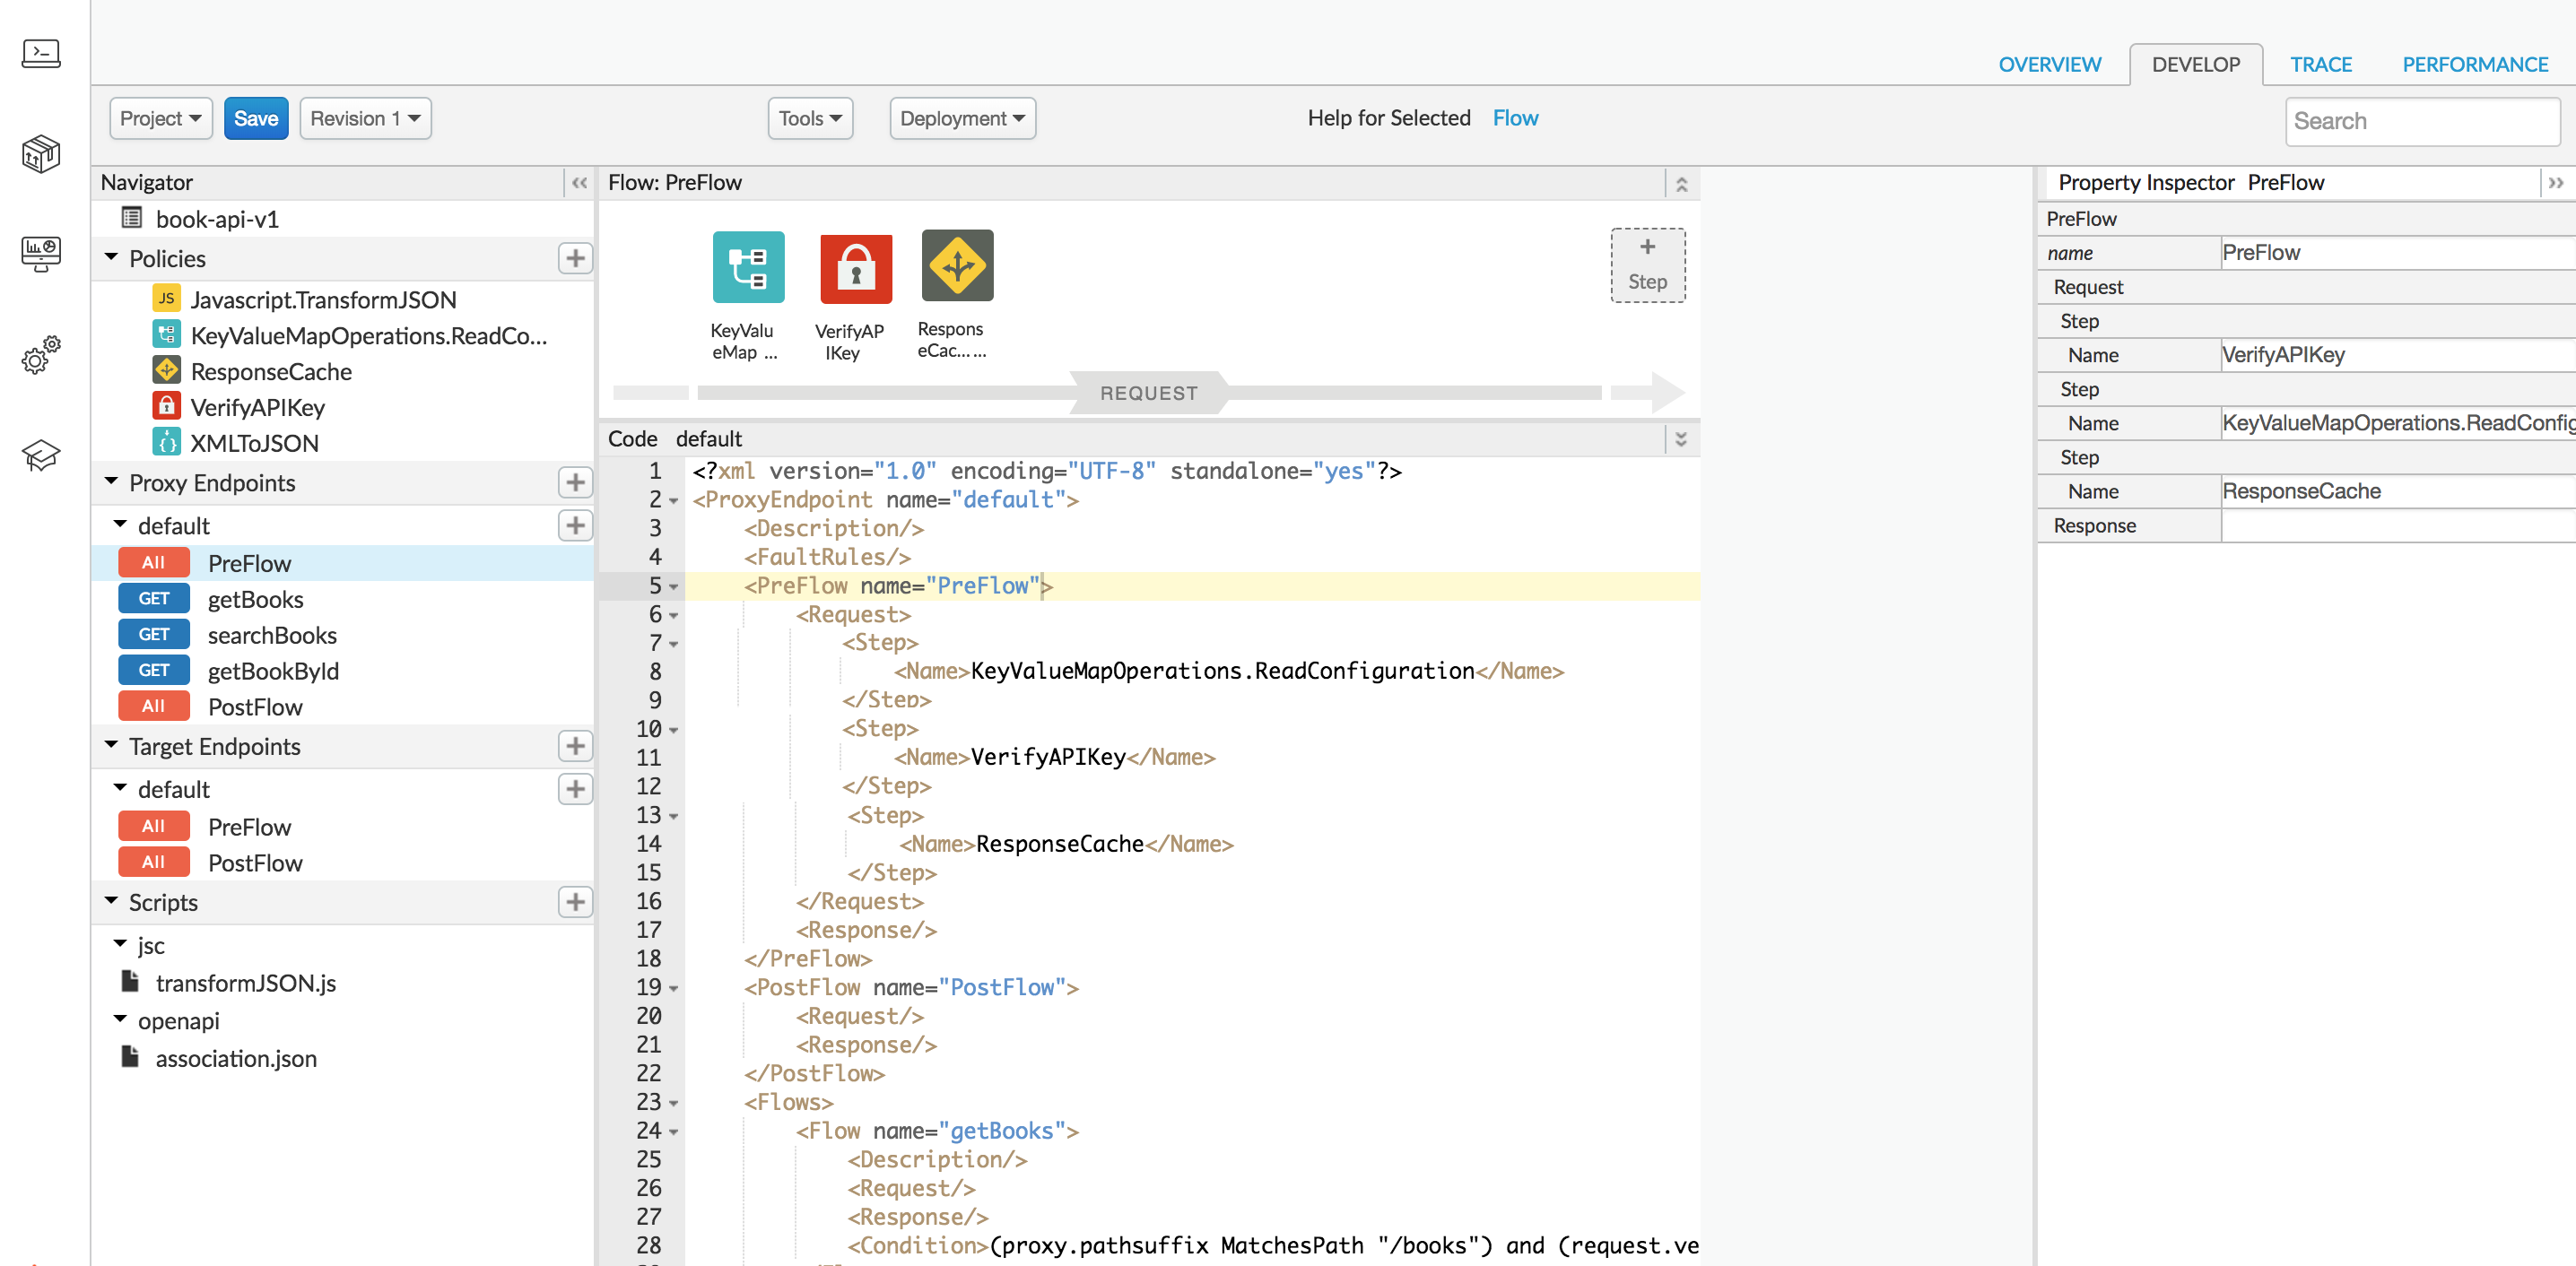 OVERVIEW DEVELOP TRACE PERFORMANCE
Project Save Revision 1 Tools Deployment Help for Selected Flow Search
Navigator
book-api-v1
Policies
JS Javascript.TransformJSON
KeyValueMapOperations.ReadCo...
ResponseCache
VerifyAPIKey
XMLToJSON
Proxy Endpoints
default
All PreFlow
GET getBooks
GET searchBooks
GET getBookById
All PostFlow
Target Endpoints
default
All PreFlow
All PostFlow
Scripts
jsc
transformJSON.js
openapi
association.json
Flow: PreFlow
KeyValu
eMap ...
VerifyAP
IKey
Respons
eCac... ...
+
Step
REQUEST
Code default
1 <?xml version="1.0" encoding="UTF-8" standalone="yes"?>
2 <ProxyEndpoint name="default">
3 <Description/>
4 <FaultRules/>
5 <PreFlow name="PreFlow">
6 <Request>
7 <Step>
8 <Name>KeyValueMapOperations.ReadConfiguration</Name>
9 </Step>
10 <Step>
11 <Name>VerifyAPIKey</Name>
12 </Step>
13 <Step>
14 <Name>ResponseCache</Name>
15 </Step>
16 </Request>
17 <Response/>
18 </PreFlow>
19 <PostFlow name="PostFlow">
20 <Request/>
21 <Response/>
22 </PostFlow>
23 <Flows>
24 <Flow name="getBooks">
25 <Description/>
26 <Request/>
27 <Response/>
28 <Condition>(proxy.pathsuffix MatchesPath "/books") and (request.ve
Property Inspector PreFlow
PreFlow
name PreFlow
Request
Step
Name VerifyAPIKey
Step
Name KeyValueMapOperations.ReadConfig
Step
Name ResponseCache
Response